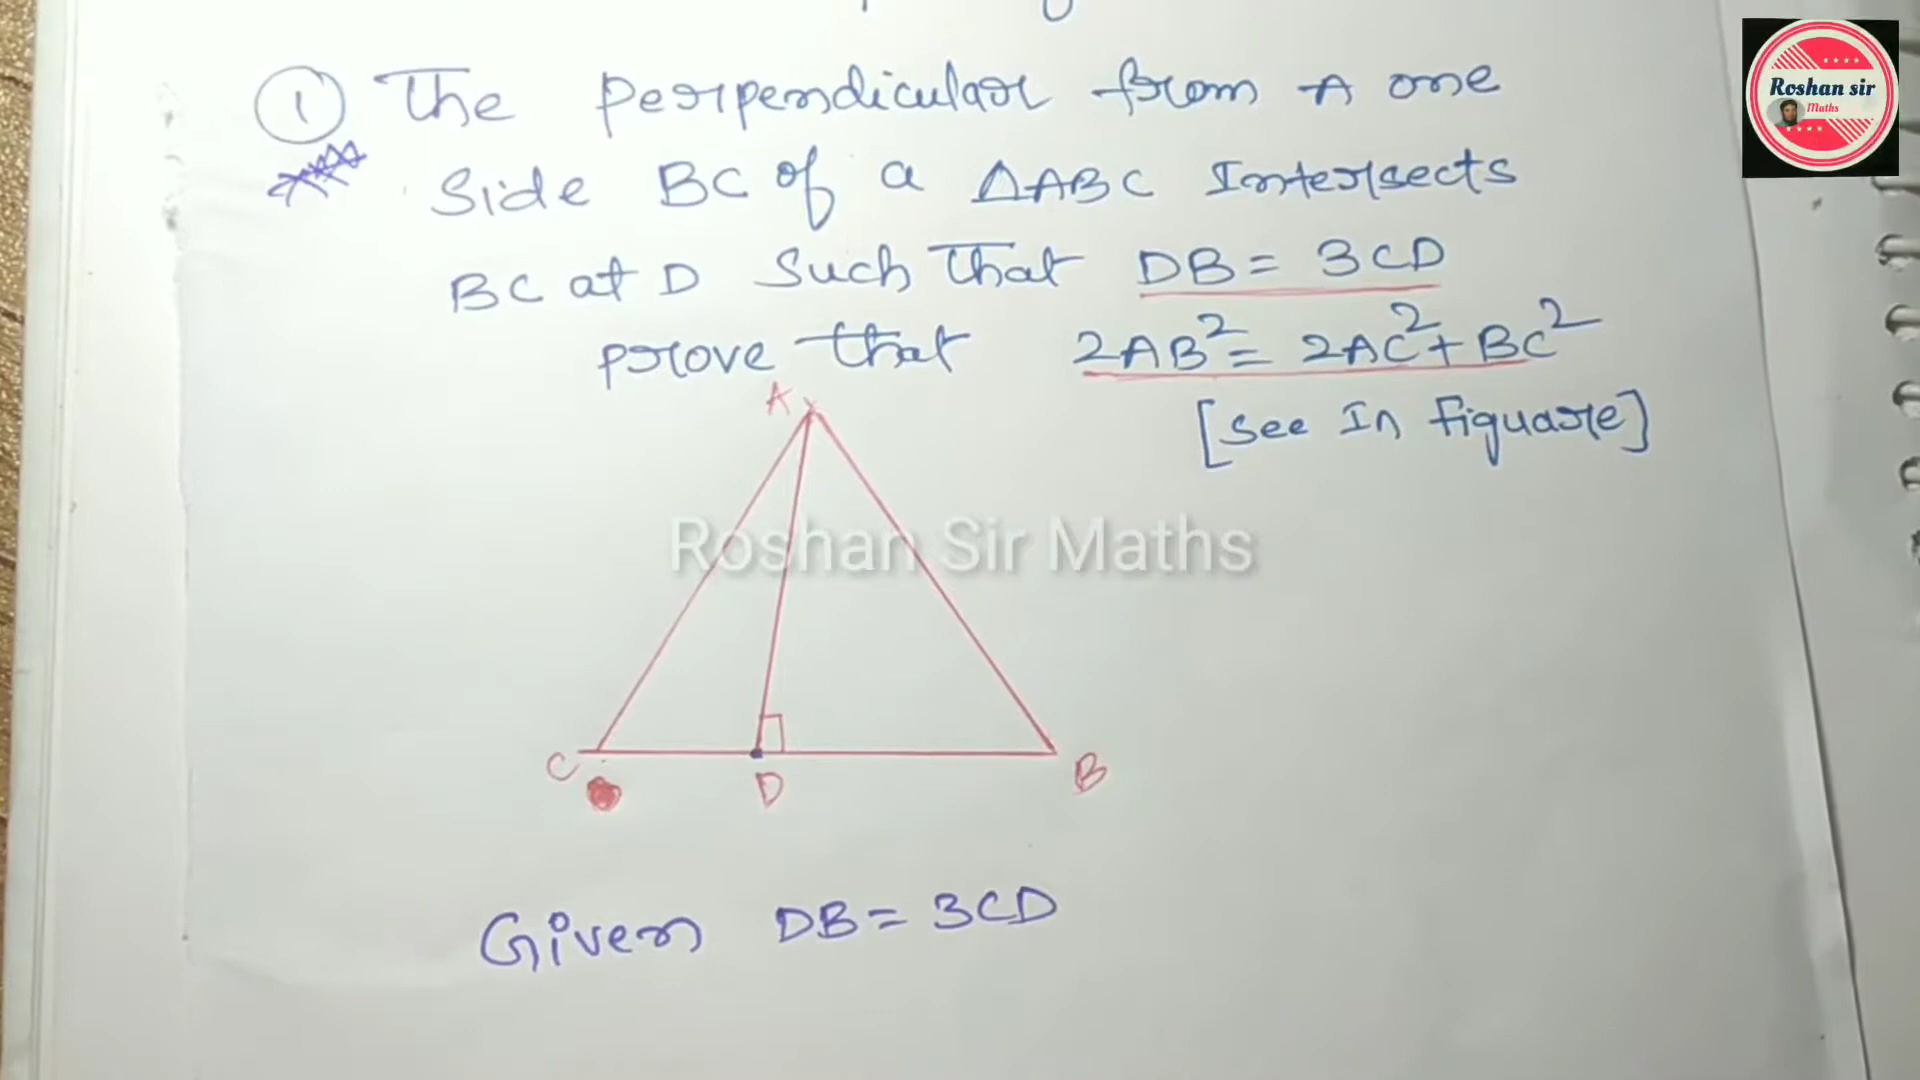 Roshan sir
Maths
① The perpendicular from A one
Side BC of a △ABC Intersects
BC at D Such that DB = 3CD
prove that 2AB² = 2AC² + BC²
[See In figuare]
A
Roshan Sir Maths
C D B
Given DB = 3CD